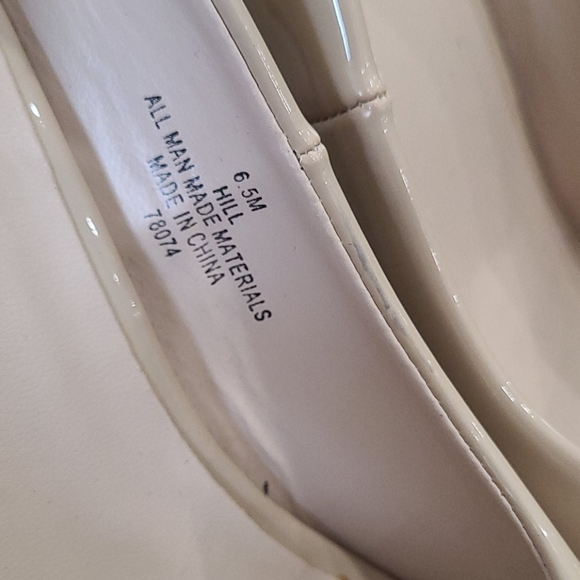 6.5M
HILL
ALL MAN MADE MATERIALS
MADE IN CHINA
78074